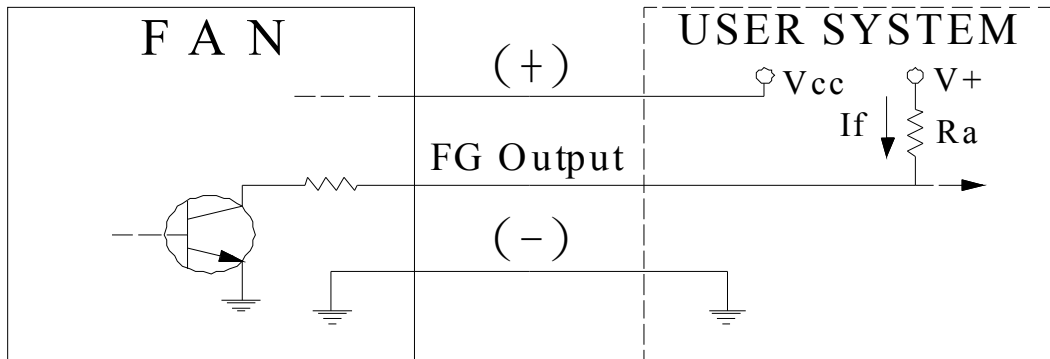 F A N
USER SYSTEM
(+)
Vcc
V+
If
Ra
FG Output
(-)